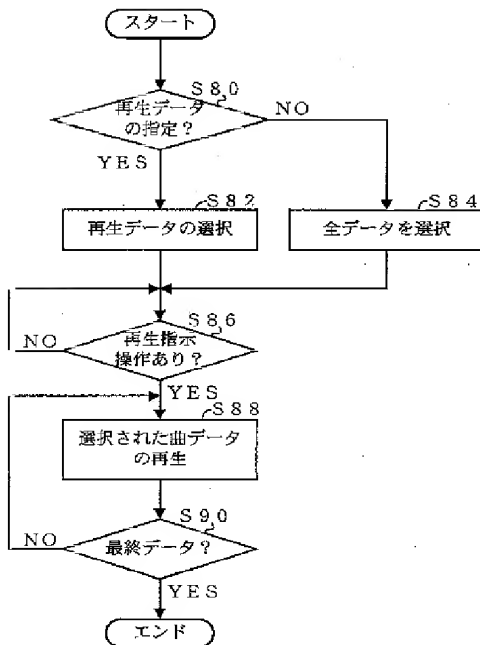 スタート
S80
再生データ
の指定?
NO
YES
S82
再生データの選択
S84
全データを選択
S86
再生指示
操作あり?
NO
YES
S88
選択された曲データ
の再生
S90
最終データ?
NO
YES
エンド